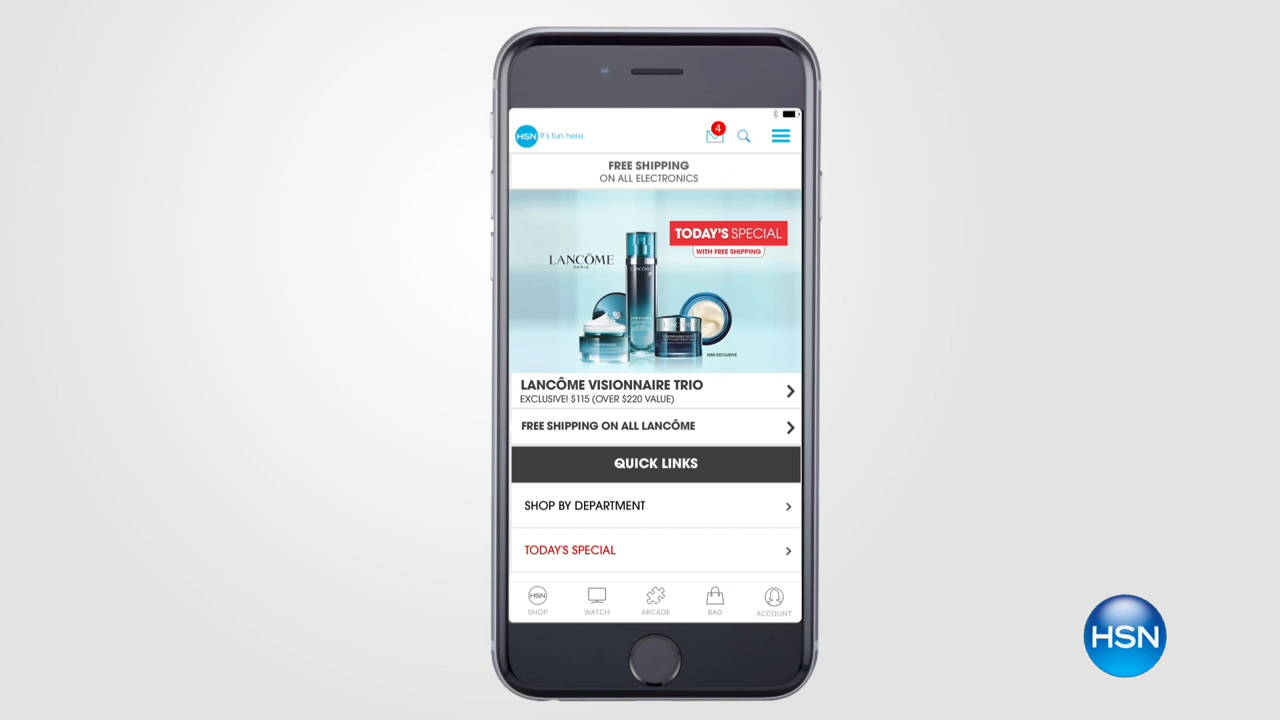 HSN it's fun here.
4
FREE SHIPPING
ON ALL ELECTRONICS
TODAY'S SPECIAL
WITH FREE SHIPPING
LANCÔME
PARIS
LANCÔME
VISIONNAIRE
HSN EXCLUSIVE
LANCÔME VISIONNAIRE TRIO
EXCLUSIVE! $115 (OVER $220 VALUE)
FREE SHIPPING ON ALL LANCÔME
QUICK LINKS
SHOP BY DEPARTMENT
TODAY'S SPECIAL
HSN
SHOP WATCH ARCADE BAG ACCOUNT
HSN